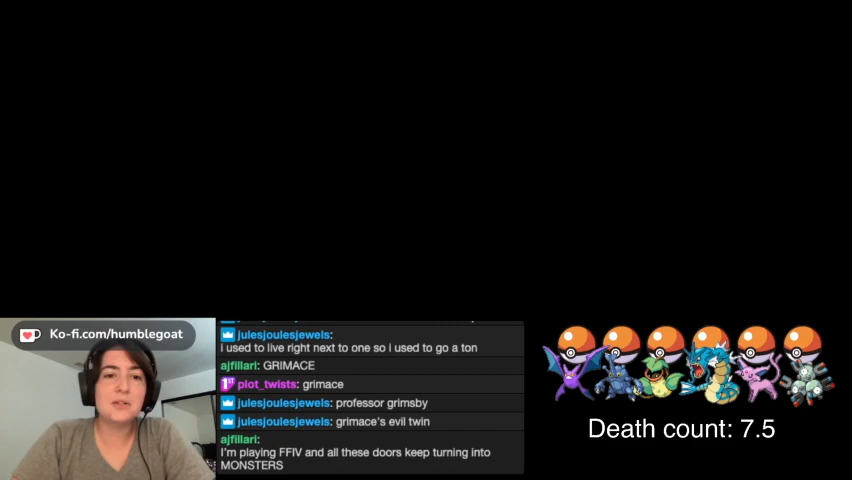 Ko-fi.com/humblegoat
julesjoulesjewels:
i used to live right next to one so i used to go a ton
ajfillari: GRIMACE
1st plot_twists: grimace
julesjoulesjewels: professor grimsby
julesjoulesjewels: grimace's evil twin
ajfillari:
I'm playing FFIV and all these doors keep turning into
MONSTERS
Death count: 7.5